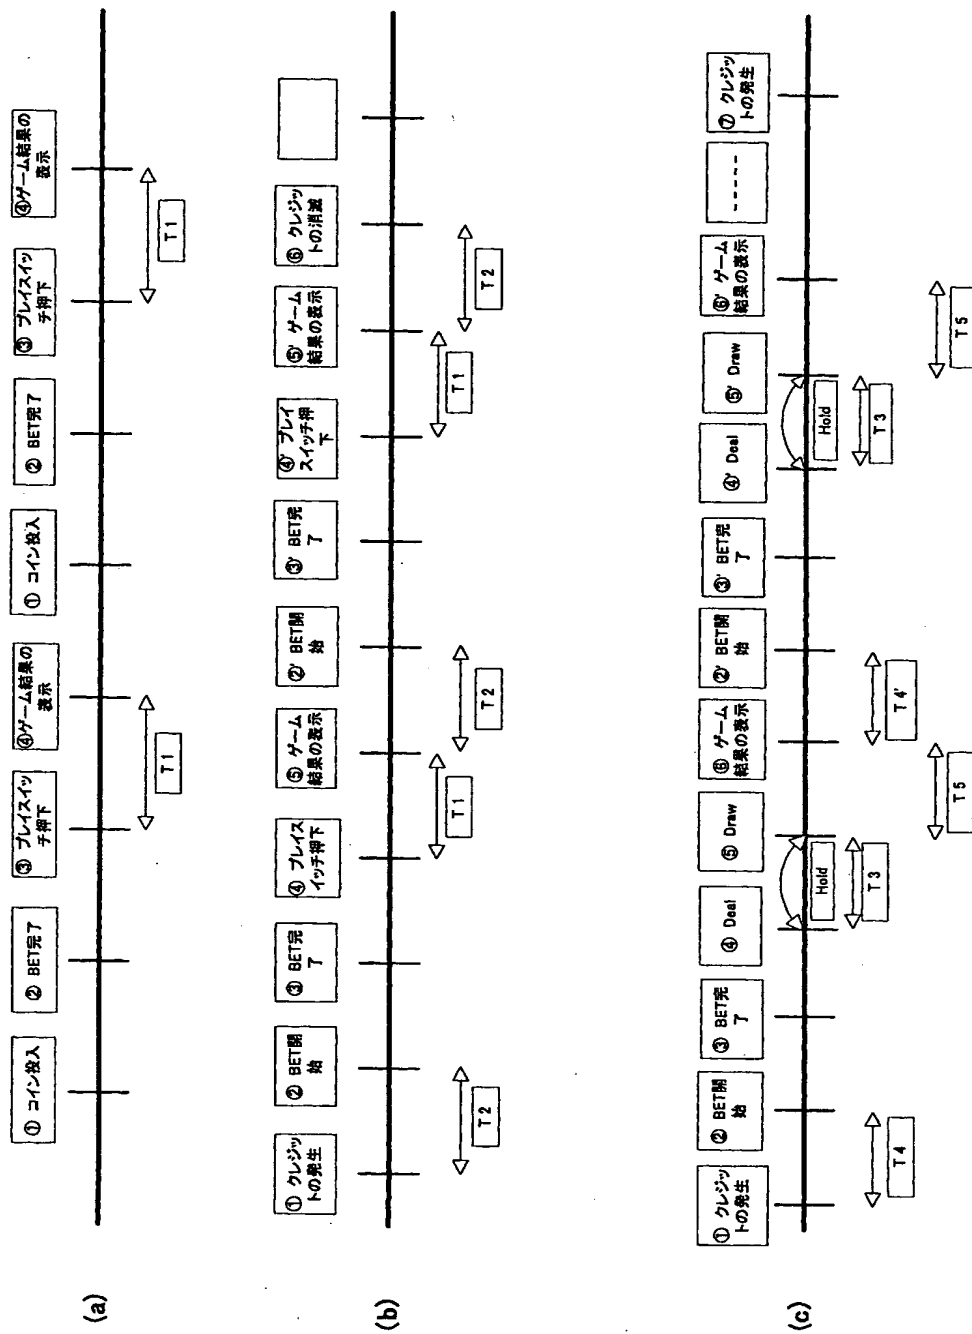 (a)
① コイン投入
② BET完了
③ プレイスイッ
チ押下
④ゲーム結果の
表示
T1
① コイン投入
② BET完了
③ プレイスイッ
チ押下
④ゲーム結果の
表示
T1
(b)
① クレジッ
トの発生
② BET開
始
T2
③ BET完
了
④ プレイス
イッチ押下
⑤ ゲーム
結果の表示
T1
②' BET開
始
T2
③' BET完
了
④' プレイ
スイッチ押
下
⑤' ゲーム
結果の表示
T1
⑥ クレジッ
トの消滅
T2
(c)
① クレジッ
トの発生
② BET開
始
T4
③ BET完
了
④ Deal
⑤ Draw
Hold
T3
⑥ ゲーム
結果の表示
T5
②' BET開
始
T4'
③' BET完
了
④' Deal
⑤' Draw
Hold
T3
⑥' ゲーム
結果の表示
T5
-----
⑦ クレジッ
トの発生